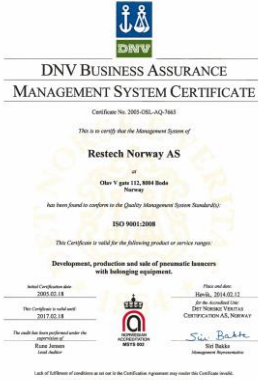 DNV
DNV BUSINESS ASSURANCE
MANAGEMENT SYSTEM CERTIFICATE
Certificate No. 2005-OSL-AQ-7663
This is to certify that the Management System of
Restech Norway AS
at
Olav V gate 112, 8004 Bodo
Norway
has been found to conform to the Quality Management System Standard(s):
ISO 9001:2008
This Certificate is valid for the following product or service ranges:
Development, production and sale of pneumatic launcers
with belonging equipment.
Initial Certification date:
2005.02.18
Place and date:
Høvik, 2014.02.12
This Certificate is valid until:
2017.02.18
for the Accredited Unit:
DET NORSKE VERITAS
CERTIFICATION AS, NORWAY
The audit has been performed under the
supervision of
Rune Jensen
Lead Auditor
NORWEGIAN
ACCREDITATION
MSYS 002
Siri Bakke
Siri Bakke
Management Representative
Lack of fulfilment of conditions as set out in the Certification Agreement may render this Certificate invalid.